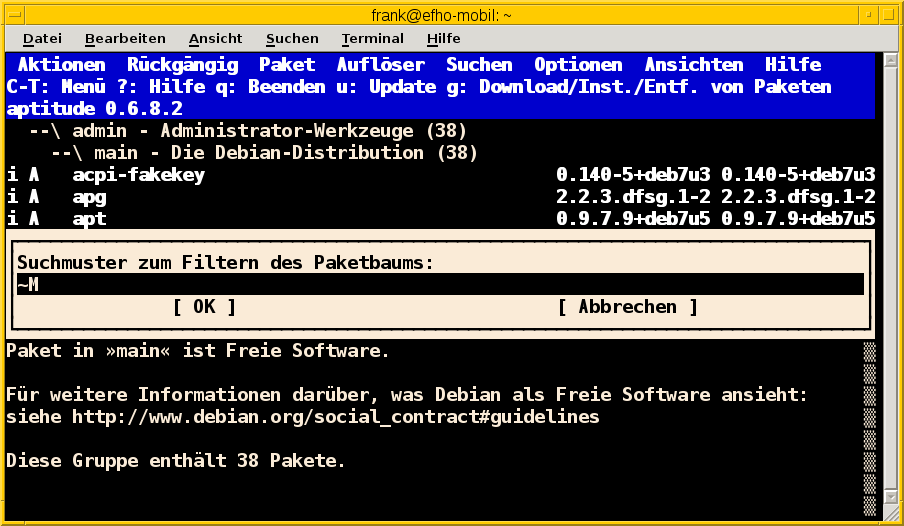 frank@efho-mobil: ~
Datei Bearbeiten Ansicht Suchen Terminal Hilfe
Aktionen Rückgängig Paket Auflöser Suchen Optionen Ansichten Hilfe
C-T: Menü ?: Hilfe q: Beenden u: Update g: Download/Inst./Entf. von Paketen
aptitude 0.6.8.2
--\ admin - Administrator-Werkzeuge (38)
--\ main - Die Debian-Distribution (38)
i A acpi-fakekey 0.140-5+deb7u3 0.140-5+deb7u3
i A apg 2.2.3.dfsg.1-2 2.2.3.dfsg.1-2
i A apt 0.9.7.9+deb7u5 0.9.7.9+deb7u5
Suchmuster zum Filtern des Paketbaums:
~M
[ OK ] [ Abbrechen ]
Paket in »main« ist Freie Software.
Für weitere Informationen darüber, was Debian als Freie Software ansieht:
siehe http://www.debian.org/social_contract#guidelines
Diese Gruppe enthält 38 Pakete.